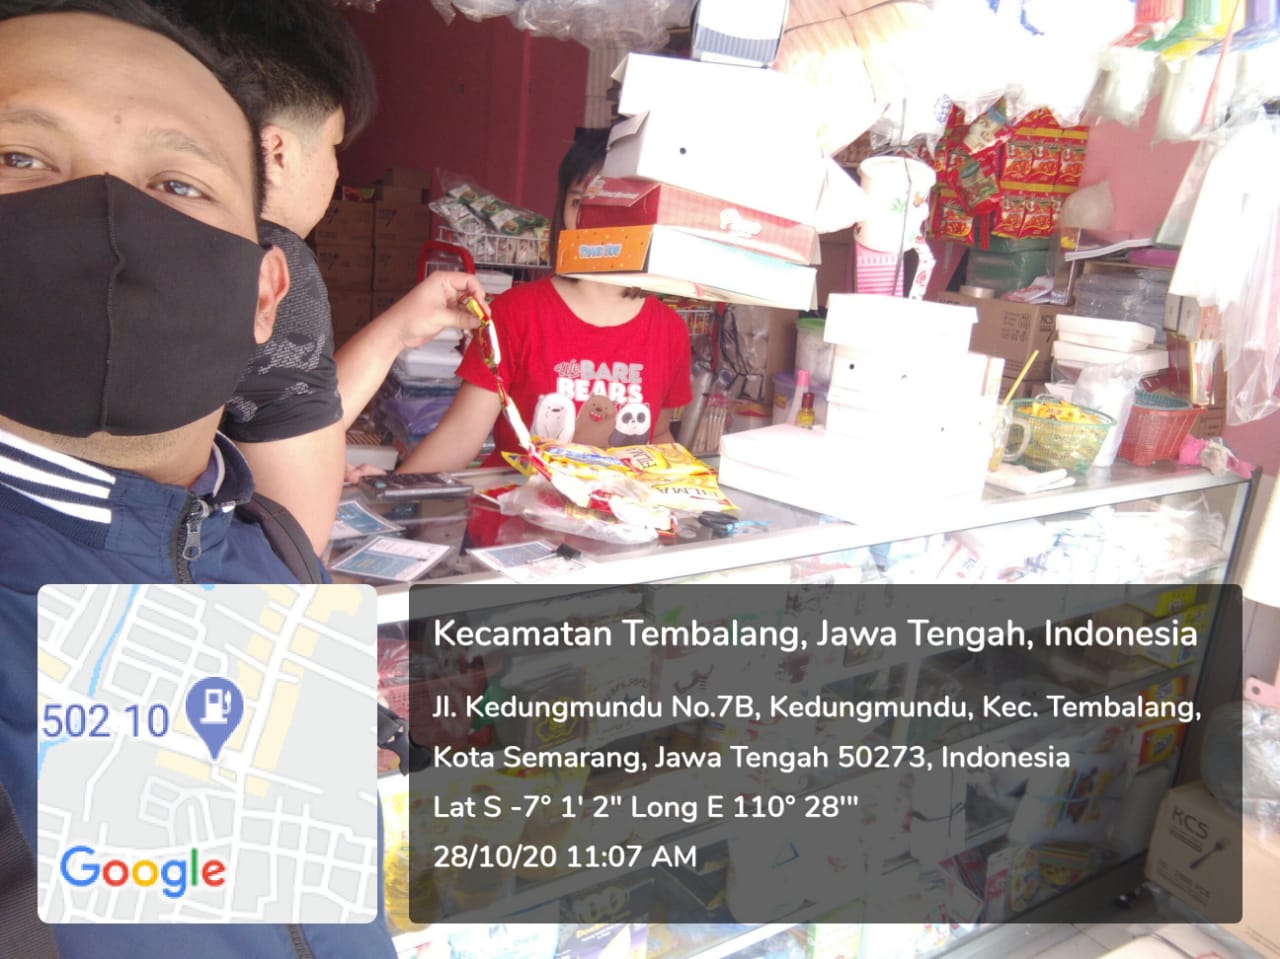 We
BARE
BEARS
FILMA
KCS
502 10
Google
Kecamatan Tembalang, Jawa Tengah, Indonesia
Jl. Kedungmundu No.7B, Kedungmundu, Kec. Tembalang,
Kota Semarang, Jawa Tengah 50273, Indonesia
Lat S -7° 1' 2" Long E 110° 28'"
28/10/20 11:07 AM
KCS